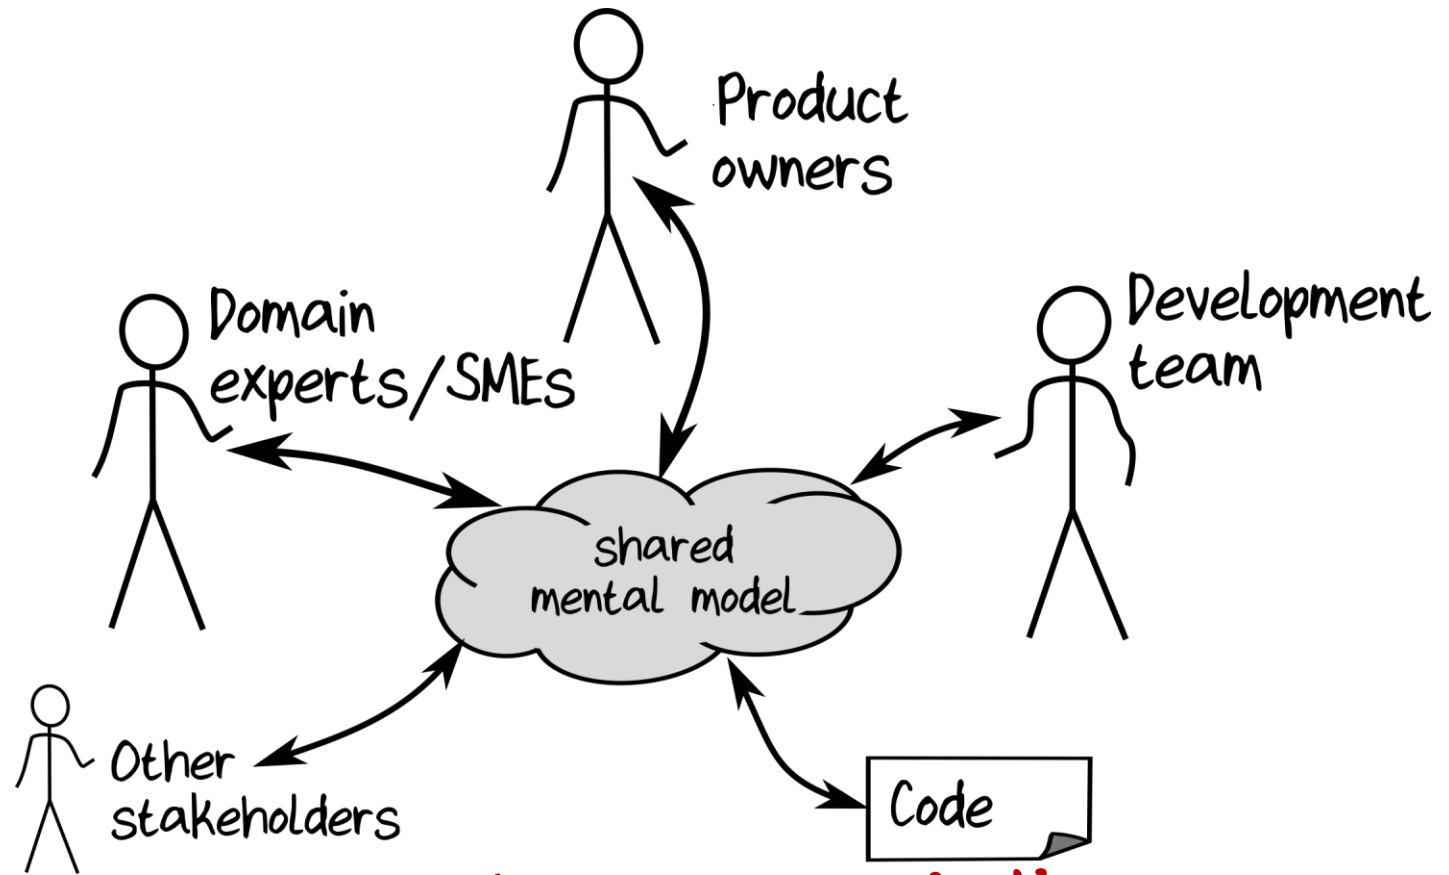 Product
owners
Domain
experts/SMEs
Development
team
shared
mental model
Other
stakeholders
Code